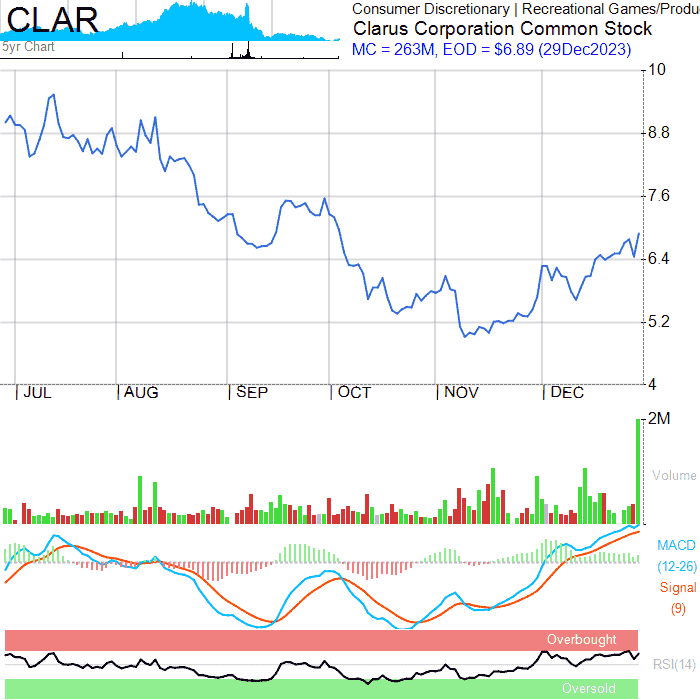 CLAR
5yr Chart
Consumer Discretionary | Recreational Games/Produ
Clarus Corporation Common Stock
MC = 263M, EOD = $6.89 (29Dec2023)
10
8.8
7.6
6.4
5.2
4
JUL
AUG
SEP
OCT
NOV
DEC
2M
Volume
MACD
(12-26)
Signal
(9)
Overbought
RSI(14)
Oversold